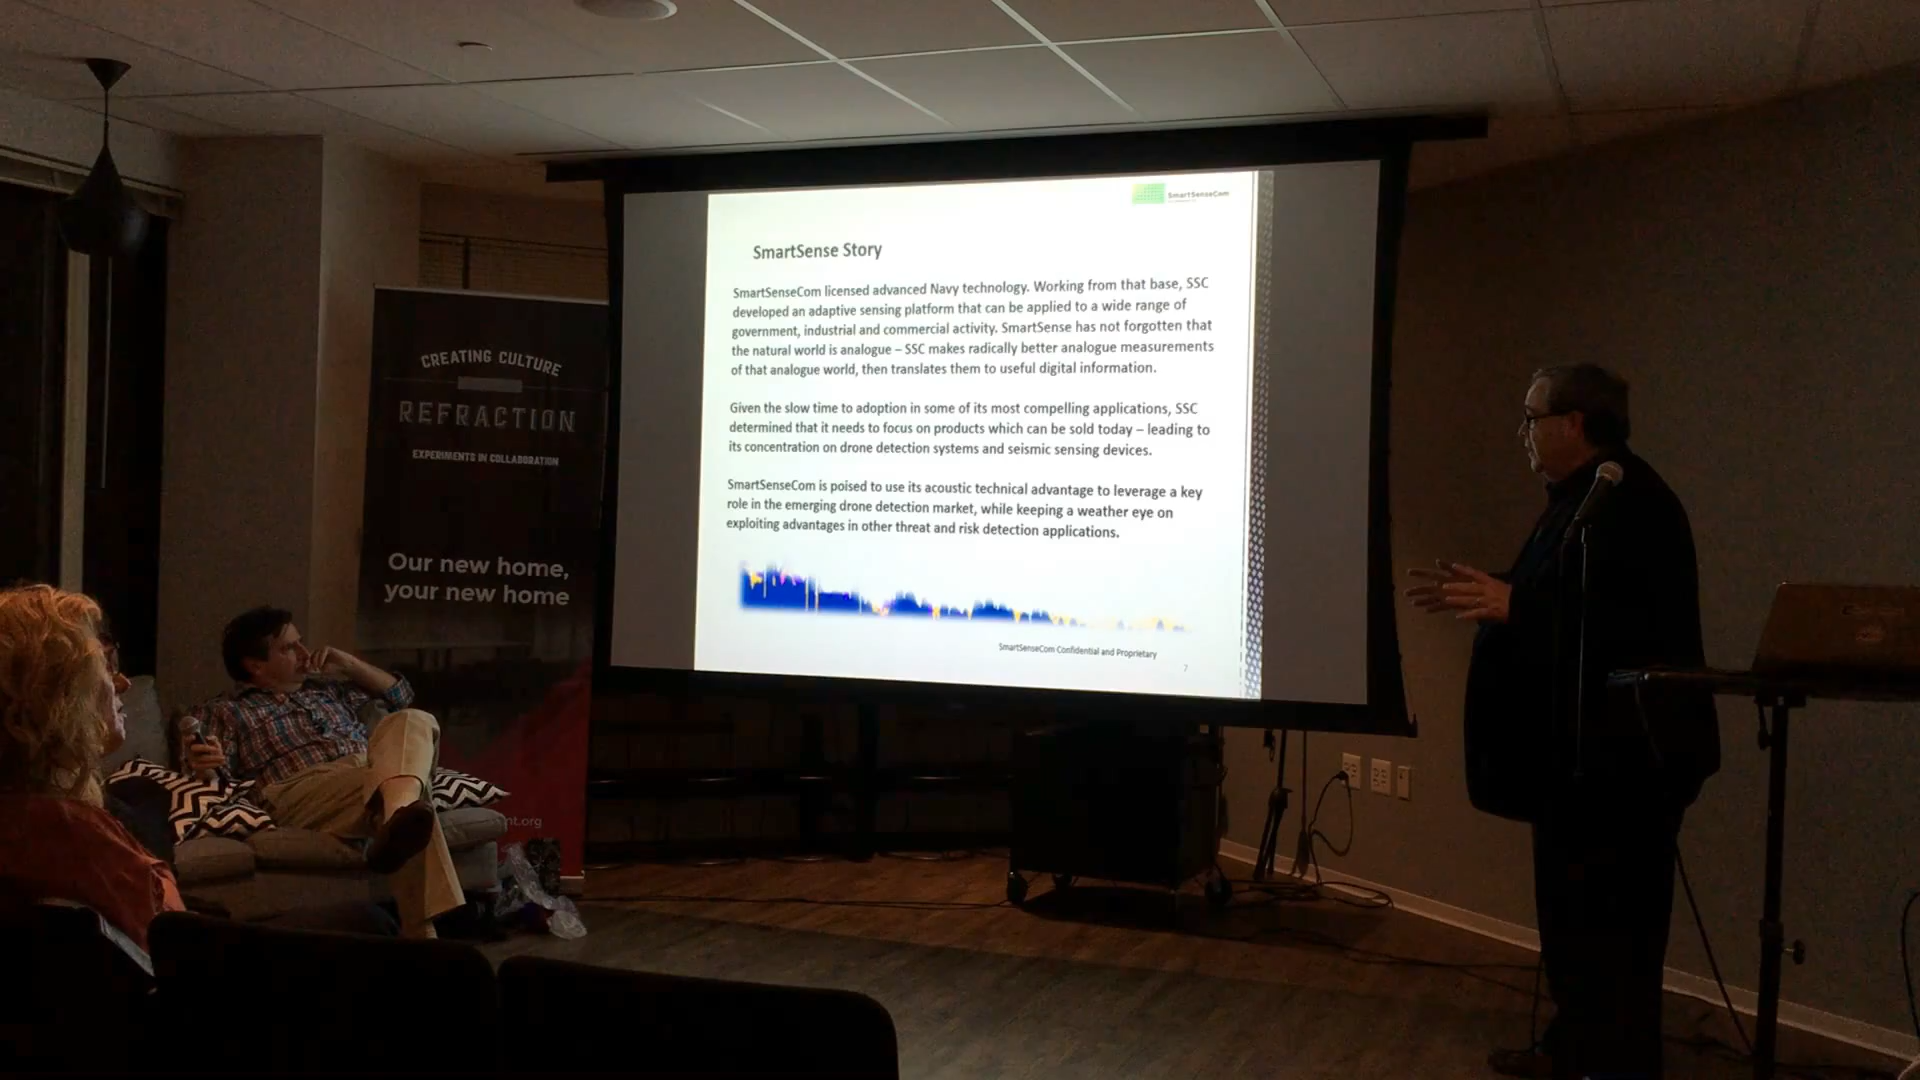 SmartSenseCom
SmartSense Story
SmartSenseCom licensed advanced Navy technology. Working from that base, SSC
developed an adaptive sensing platform that can be applied to a wide range of
government, industrial and commercial activity. SmartSense has not forgotten that
the natural world is analogue – SSC makes radically better analogue measurements
of that analogue world, then translates them to useful digital information.
Given the slow time to adoption in some of its most compelling applications, SSC
determined that it needs to focus on products which can be sold today – leading to
its concentration on drone detection systems and seismic sensing devices.
SmartSenseCom is poised to use its acoustic technical advantage to leverage a key
role in the emerging drone detection market, while keeping a weather eye on
exploiting advantages in other threat and risk detection applications.
SmartSenseCom Confidential and Proprietary
7
CREATING CULTURE
REFRACTION
EXPERIMENTS IN COLLABORATION
Our new home,
your new home
nt.org